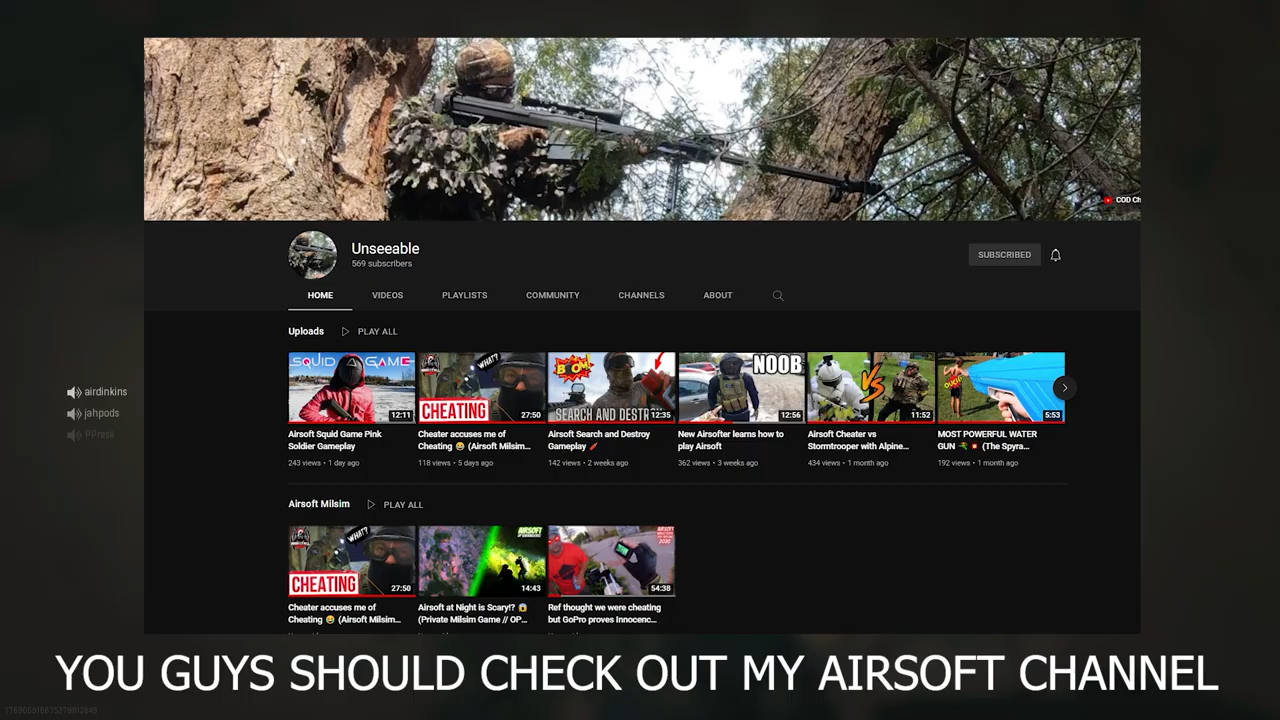 COD Ch
Unseeable
569 subscribers
SUBSCRIBED
HOME VIDEOS PLAYLISTS COMMUNITY CHANNELS ABOUT
Uploads PLAY ALL
SQUID GAME
12:11
WHAT?
CHEATING
27:50
BOOM!
SEARCH AND DESTR
12:35
NOOB
12:56
VS
11:52
OUCH!
5:53
Airsoft Squid Game Pink
Soldier Gameplay
243 views • 1 day ago
Cheater accuses me of
Cheating 😂 (Airsoft Milsim...
118 views • 5 days ago
Airsoft Search and Destroy
Gameplay 🧨
142 views • 2 weeks ago
New Airsofter learns how to
play Airsoft
362 views • 3 weeks ago
Airsoft Cheater vs
Stormtrooper with Alpine...
434 views • 1 month ago
MOST POWERFUL WATER
GUN 🔫 💥 (The Spyra...
192 views • 1 month ago
airdinkins
jahpods
PPresii
Airsoft Milsim PLAY ALL
WHAT?
CHEATING
27:50
AIRSOFT
14:43
54:38
Cheater accuses me of
Cheating 😂 (Airsoft Milsim...
Airsoft at Night is Scary!? 😱
(Private Milsim Game // OP...
Ref thought we were cheating
but GoPro proves Innocenc...
YOU GUYS SHOULD CHECK OUT MY AIRSOFT CHANNEL